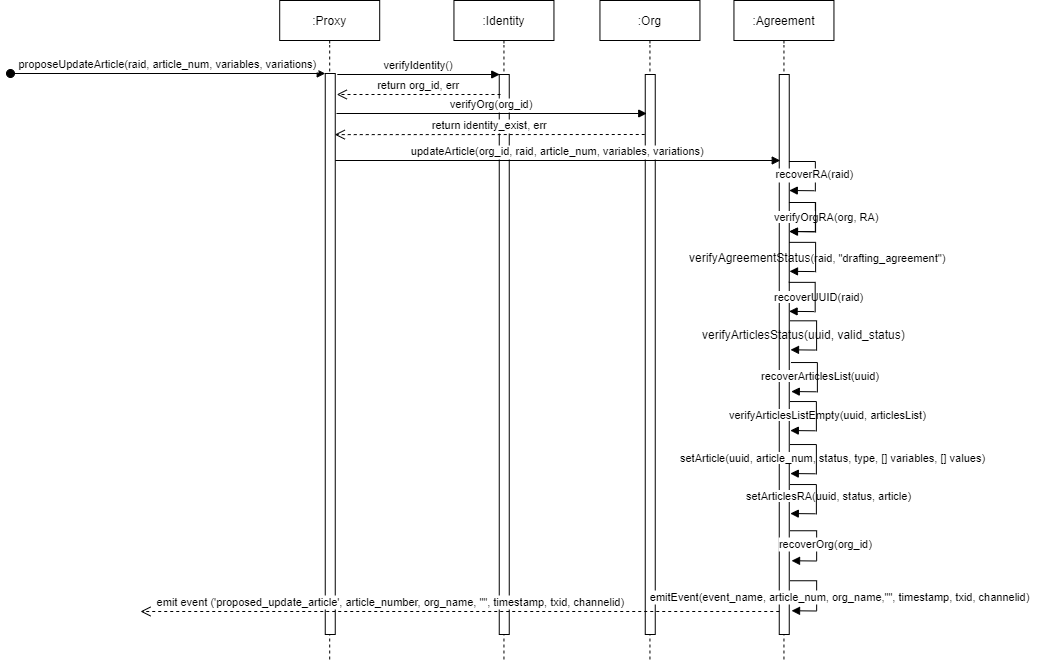 :Proxy
:Identity
:Org
:Agreement
proposeUpdateArticle(raid, article_num, variables, variations)
verifyIdentity()
return org_id, err
verifyOrg(org_id)
return identity_exist, err
updateArticle(org_id, raid, article_num, variables, variations)
recoverRA(raid)
verifyOrgRA(org, RA)
verifyAgreementStatus(raid, "drafting_agreement")
recoverUUID(raid)
verifyArticlesStatus(uuid, valid_status)
recoverArticlesList(uuid)
verifyArticlesListEmpty(uuid, articlesList)
setArticle(uuid, article_num, status, type, [] variables, [] values)
setArticlesRA(uuid, status, article)
recoverOrg(org_id)
emitEvent(event_name, article_num, org_name,"", timestamp, txid, channelid)
emit event ('proposed_update_article', article_number, org_name, "", timestamp, txid, channelid)